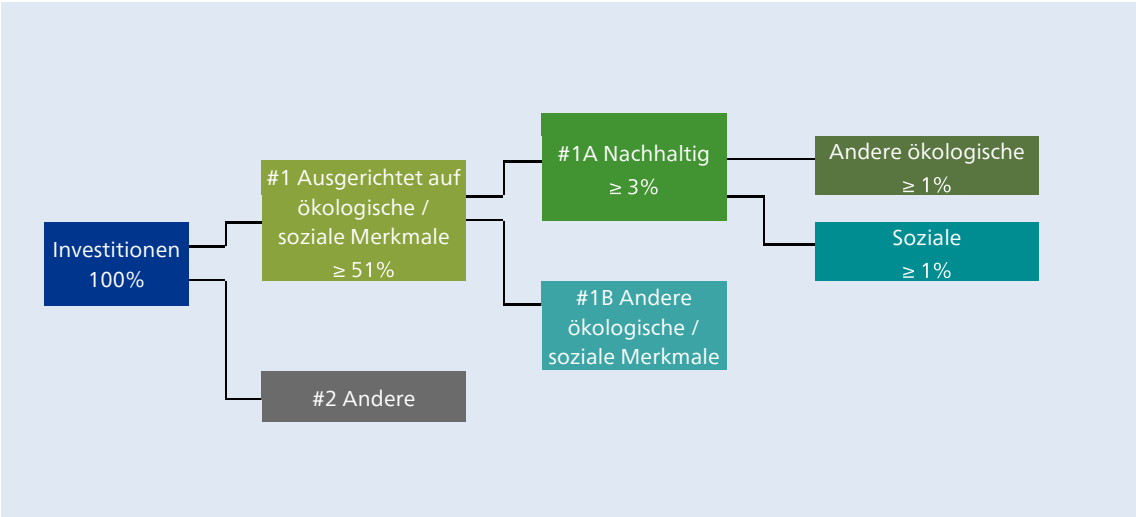 Investitionen
100%
#1 Ausgerichtet auf
ökologische /
soziale Merkmale
≥ 51%
#2 Andere
#1A Nachhaltig
≥ 3%
#1B Andere
ökologische /
soziale Merkmale
Andere ökologische
≥ 1%
Soziale
≥ 1%